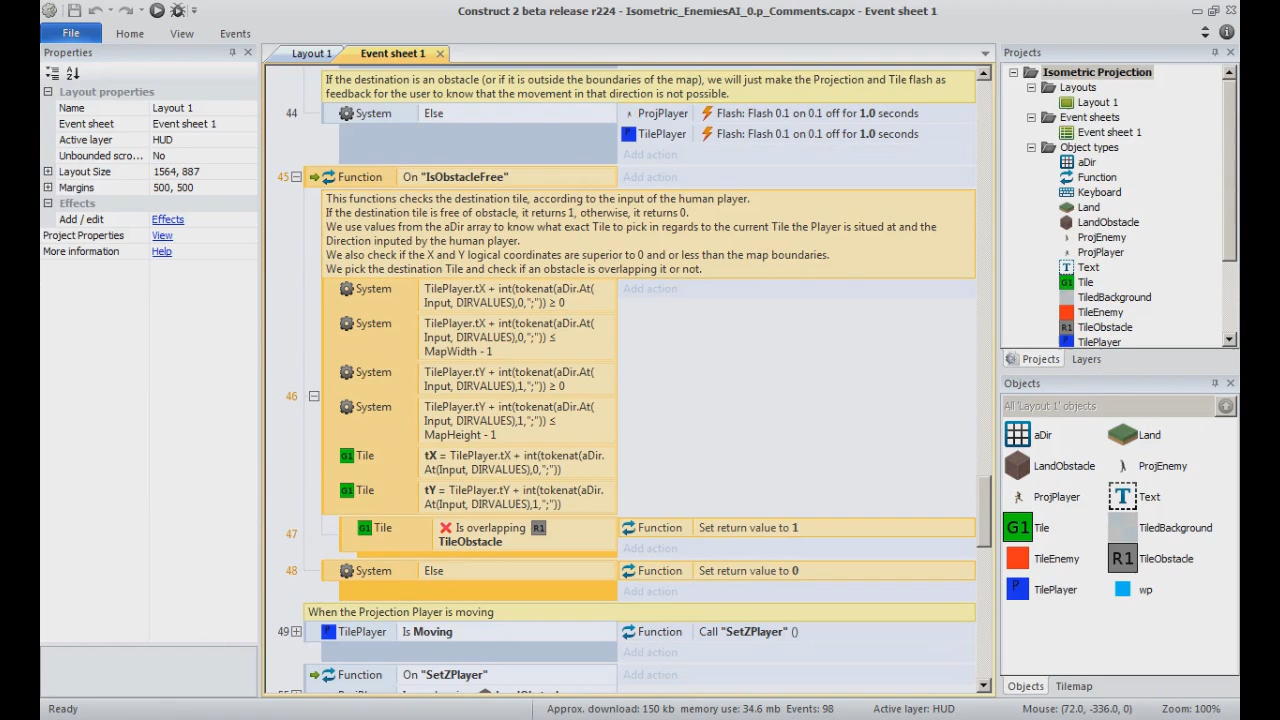 Construct 2 beta release r224 - Isometric_EnemiesAI_0.p_Comments.capx - Event sheet 1
File
Home
View
Events
Properties
Layout properties
Name Layout 1
Event sheet Event sheet 1
Active layer HUD
Unbounded scro... No
Layout Size 1564, 887
Margins 500, 500
Effects
Add / edit Effects
Project Properties View
More information Help
Layout 1
Event sheet 1
If the destination is an obstacle (or if it is outside the boundaries of the map), we will just make the Projection and Tile flash as
feedback for the user to know that the movement in that direction is not possible.
44 System Else ProjPlayer Flash: Flash 0.1 on 0.1 off for 1.0 seconds
P TilePlayer Flash: Flash 0.1 on 0.1 off for 1.0 seconds
Add action
45 Function On "IsObstacleFree" Add action
This functions checks the destination tile, according to the input of the human player.
If the destination tile is free of obstacle, it returns 1, otherwise, it returns 0.
We use values from the aDir array to know what exact Tile to pick in regards to the current Tile the Player is situed at and the
Direction inputed by the human player.
We also check if the X and Y logical coordinates are superior to 0 and or less than the map boundaries.
We pick the destination Tile and check if an obstacle is overlapping it or not.
System TilePlayer.tX + int(tokenat(aDir.At( Add action
Input, DIRVALUES),0,";")) ≥ 0
System TilePlayer.tX + int(tokenat(aDir.At(
Input, DIRVALUES),0,";")) ≤
MapWidth - 1
System TilePlayer.tY + int(tokenat(aDir.At(
Input, DIRVALUES),1,";")) ≥ 0
46
System TilePlayer.tY + int(tokenat(aDir.At(
Input, DIRVALUES),1,";")) ≤
MapHeight - 1
G1 Tile tX = TilePlayer.tX + int(tokenat(aDir.
At(Input, DIRVALUES),0,";"))
G1 Tile tY = TilePlayer.tY + int(tokenat(aDir.
At(Input, DIRVALUES),1,";"))
47 G1 Tile Is overlapping R1 Function Set return value to 1
TileObstacle
Add action
48 System Else Function Set return value to 0
Add action
When the Projection Player is moving
49 P TilePlayer Is Moving Function Call "SetZPlayer" ()
Add action
Function On "SetZPlayer" Add action
Projects
Isometric Projection
Layouts
Layout 1
Event sheets
Event sheet 1
Object types
aDir
Function
Keyboard
Land
LandObstacle
ProjEnemy
ProjPlayer
T Text
G1 Tile
TiledBackground
TileEnemy
R1 TileObstacle
P TilePlayer
Projects Layers
Objects
All 'Layout 1' objects
aDir Land
LandObstacle ProjEnemy
ProjPlayer T Text
G1 Tile TiledBackground
TileEnemy R1 TileObstacle
P TilePlayer wp
Objects Tilemap
Ready Approx. download: 150 kb memory use: 34.6 mb Events: 98 Active layer: HUD Mouse: (72.0, -336.0, 0) Zoom: 100%